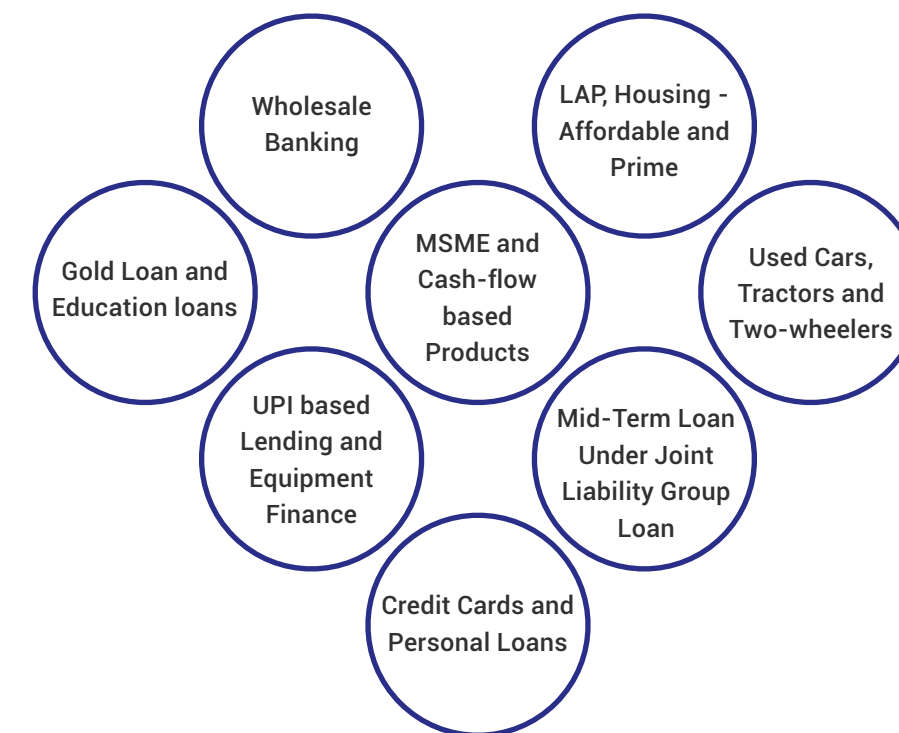 Wholesale
Banking
LAP, Housing -
Affordable and
Prime
Gold Loan and
Education loans
MSME and
Cash-flow
based
Products
Used Cars,
Tractors and
Two-wheelers
UPI based
Lending and
Equipment
Finance
Mid-Term Loan
Under Joint
Liability Group
Loan
Credit Cards and
Personal Loans